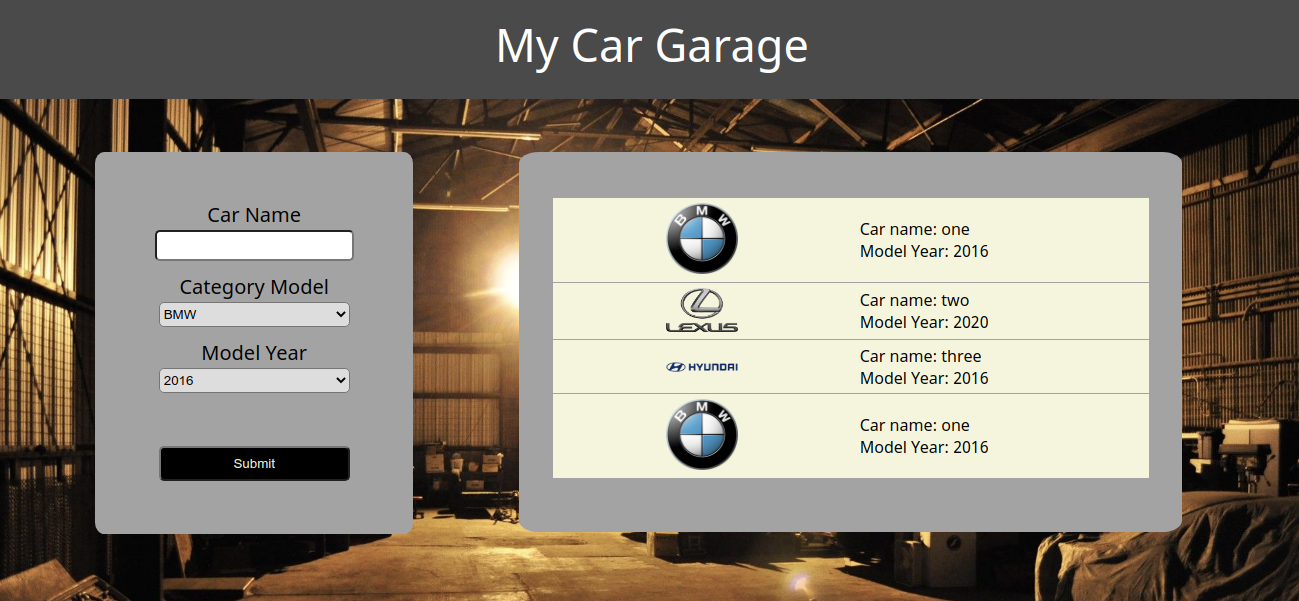 My Car Garage
Car Name
Category Model
BMW
Model Year
2016
Submit
BMW
Car name: one
Model Year: 2016
LEXUS
Car name: two
Model Year: 2020
HYUNDAI
Car name: three
Model Year: 2016
BMW
Car name: one
Model Year: 2016